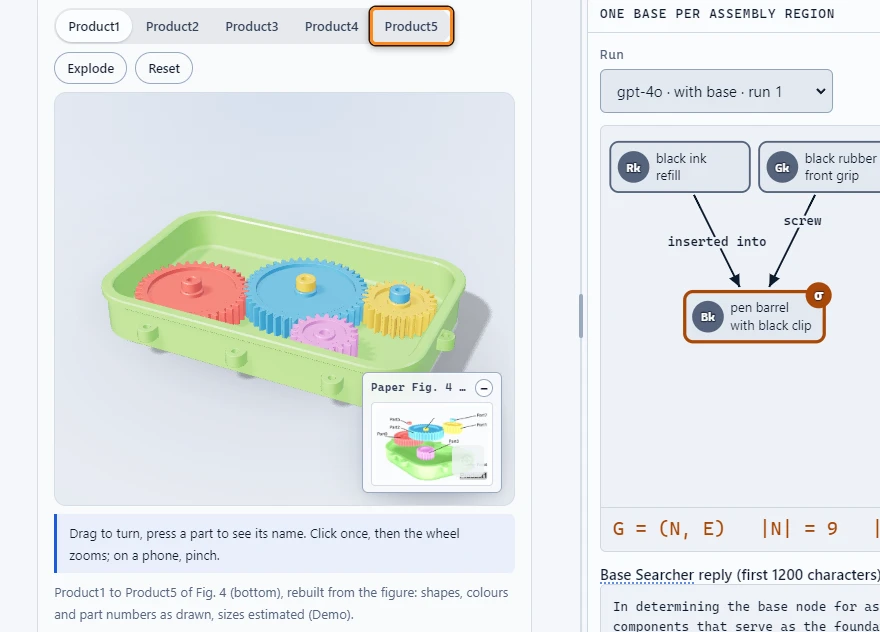 Product1 Product2 Product3 Product4 Product5
Explode Reset
Paper Fig. 4 …
Drag to turn, press a part to see its name. Click once, then the wheel
zooms; on a phone, pinch.
Product1 to Product5 of Fig. 4 (bottom), rebuilt from the figure: shapes, colours
and part numbers as drawn, sizes estimated (Demo).
ONE BASE PER ASSEMBLY REGION
Run
gpt-4o · with base · run 1
Rk black ink
refill
Gk black rubber
front grip
screw
inserted into
σ
Bk pen barrel
with black clip
G = (N, E) |N| = 9 |
Base Searcher reply (first 1200 characters)
In determining the base node for as
components that serve as the founda